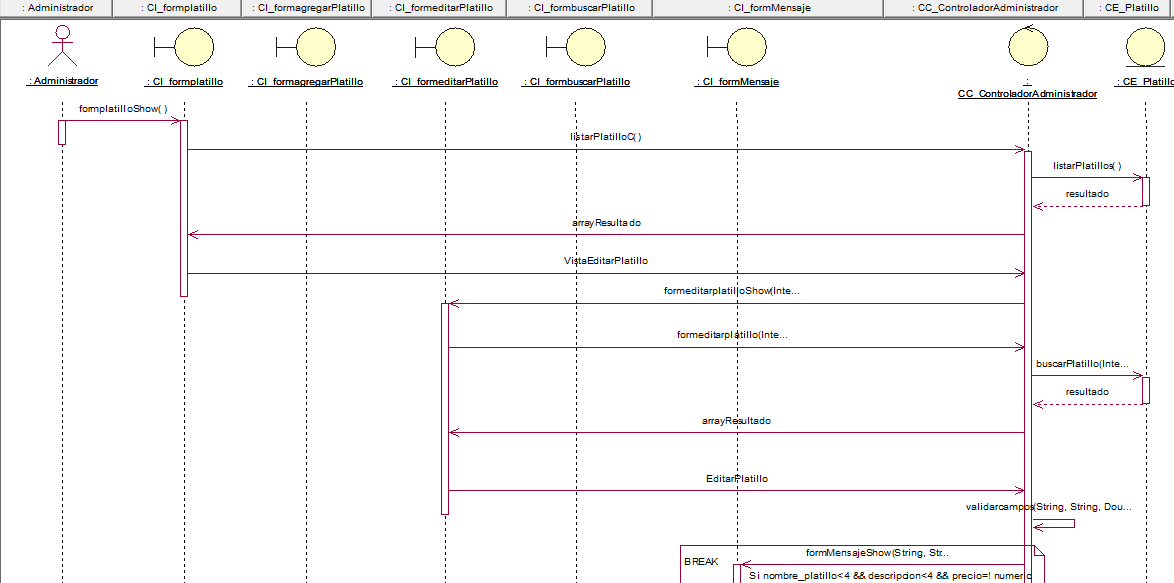 : Administrador
: CI_formplatillo
: CI_formagregarPlatillo
: CI_formeditarPlatillo
: CI_formbuscarPlatillo
: CI_formMensaje
: CC_ControladorAdministrador
: CE_Platillo
: Administrador
: CI_formplatillo
: CI_formagregarPlatillo
: CI_formeditarPlatillo
: CI_formbuscarPlatillo
: CI_formMensaje
:
CC_ControladorAdministrador
: CE_Platillo
formplatilloShow( )
listarPlatilloC( )
listarPlatillos( )
resultado
arrayResultado
VistaEditarPlatillo
formeditarplatilloShow(Inte...
formeditarplatillo(Inte...
buscarPlatillo(Inte...
resultado
arrayResultado
EditarPlatillo
validarcampos(String, String, Dou...
formMensajeShow(String, Str...
BREAK
Si nombre_platillo<4 && descripcion<4 && precio=! numerio